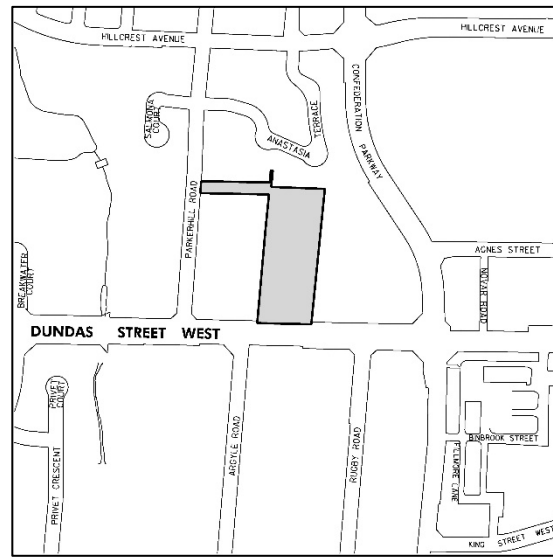 HILLCREST AVENUE
HILLCREST AVENUE
CONFEDERATION PARKWAY
SALMONA
COURT
ANASTASIA TERRACE
PARKERHILL ROAD
AGNES STREET
NOVAR ROAD
BREAKWATER
COURT
DUNDAS STREET WEST
PRIVET
COURT
PRIVET CRESCENT
ARGYLE ROAD
RUGBY ROAD
FILLMORE LANE
BINBROOK STREET
KING STREET WEST